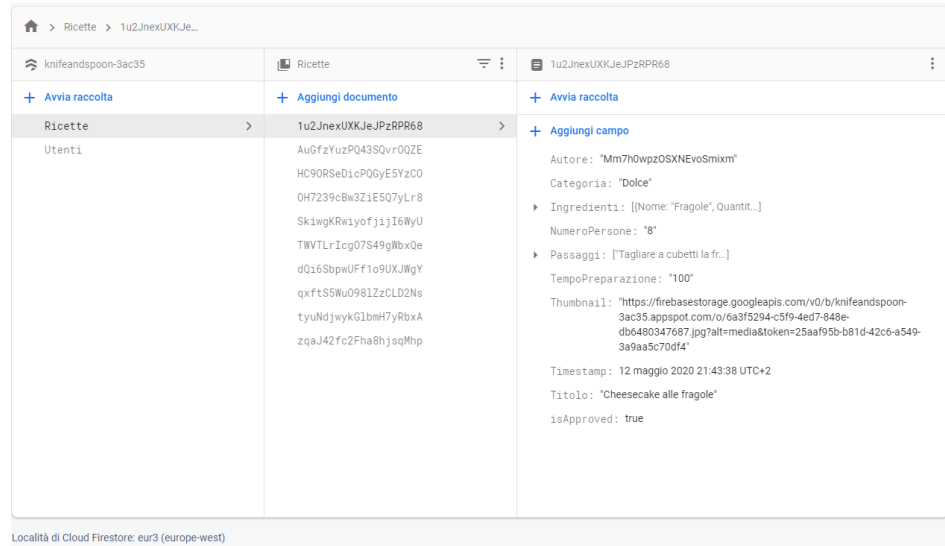 Ricette > 1u2JnexUXKJe...
knifeandspoon-3ac35
Ricette
1u2JnexUXKJeJPzRPR68
+ Avvia raccolta
+ Aggiungi documento
+ Avvia raccolta
Ricette
Utenti
1u2JnexUXKJeJPzRPR68
AuGfzYuzPQ43SQvrOQZE
HC9ORSeDicPQGyE5YzCO
OH7239cBw3ZiE5Q7yLr8
SkiwgKRwiyofjijI6WyU
TWVTLrIcgO7S49gWbxQe
dQi6SbpwUFf1o9UXJWgY
qxftS5WuO98lZzCLD2Ns
tyuNdjwykGlbmH7yRbxA
zqaJ42fc2Fha8hjsqMhp
+ Aggiungi campo
Autore: "Mm7h0wpzOSXNEvoSmixm"
Categoria: "Dolce"
Ingredienti: [{Nome: "Fragole", Quantit...]
NumeroPersone: "8"
Passaggi: ["Tagliare a cubetti la fr...]
TempoPreparazione: "100"
Thumbnail: "https://firebasestorage.googleapis.com/v0/b/knifeandspoon-
3ac35.appspot.com/o/6a3f5294-c5f9-4ed7-848e-
db6480347687.jpg?alt=media&token=25aaf95b-b81d-42c6-a549-
3a9aa5c70df4"
Timestamp: 12 maggio 2020 21:43:38 UTC+2
Titolo: "Cheesecake alle fragole"
isApproved: true
Località di Cloud Firestore: eur3 (europe-west)